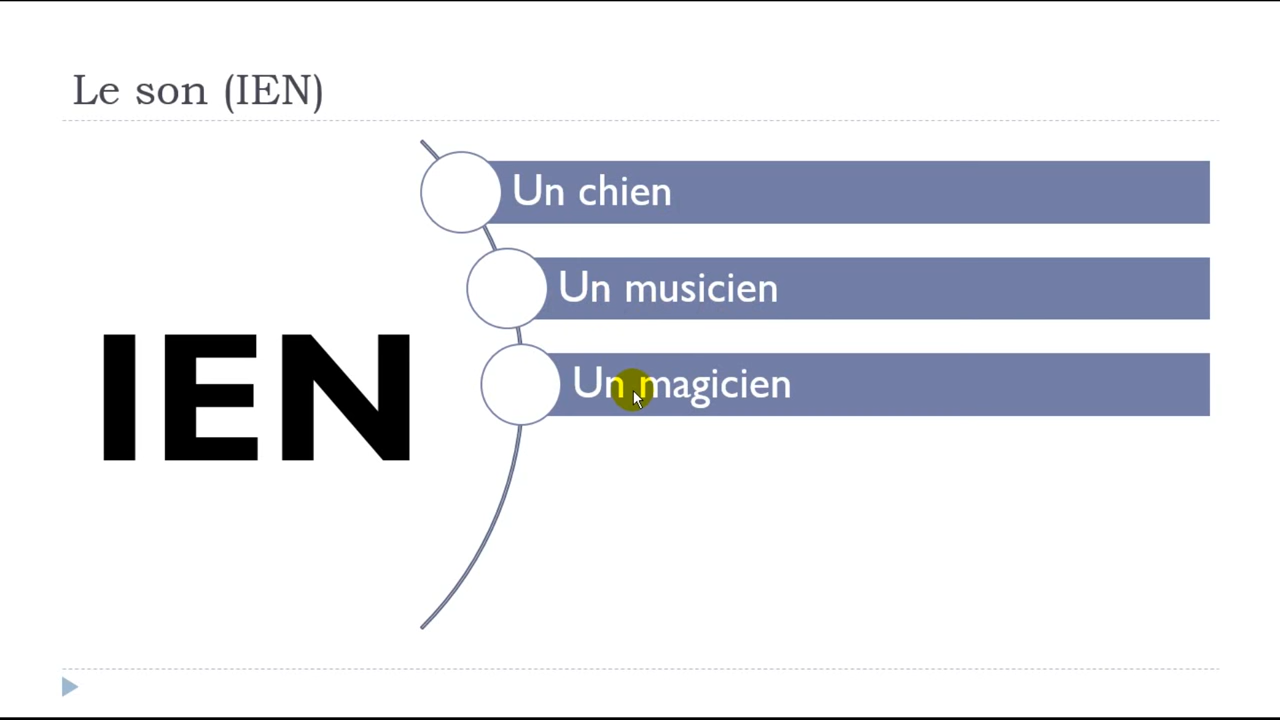 Le son (IEN)
IEN
Un chien
Un musicien
Un magicien